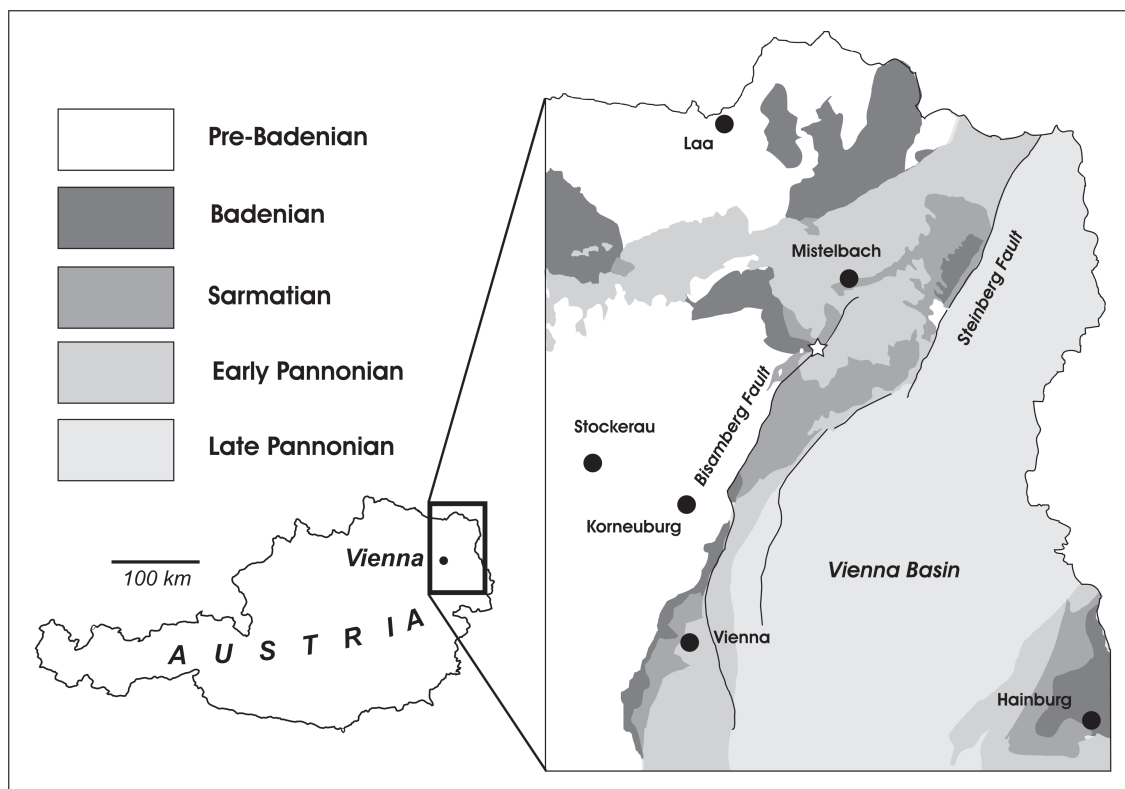 Pre-Badenian
Badenian
Sarmatian
Early Pannonian
Late Pannonian
100 km
Vienna
AUSTRIA
Laa
Mistelbach
Steinberg Fault
Bisamberg Fault
Stockerau
Korneuburg
Vienna Basin
Vienna
Hainburg